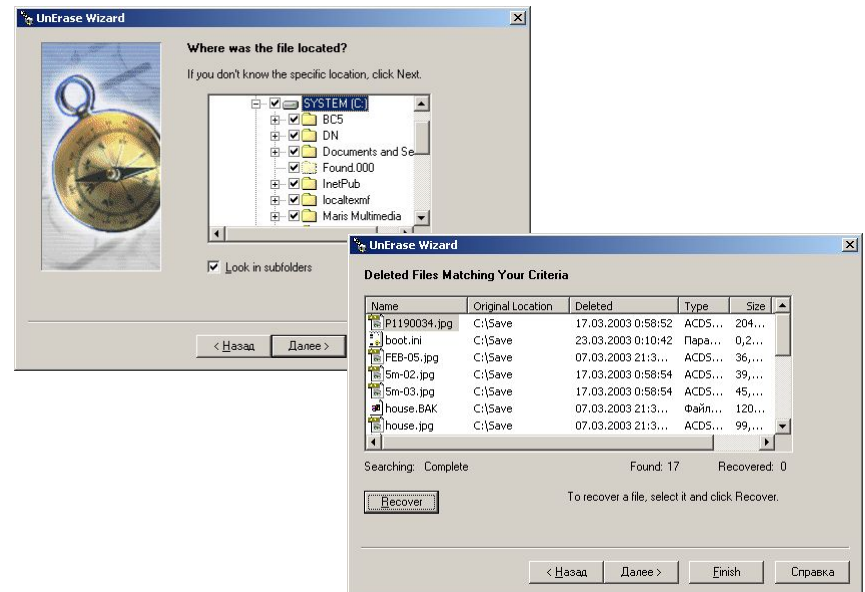 UnErase Wizard
Where was the file located?
If you don't know the specific location, click Next.
SYSTEM (C:)
BC5
DN
Documents and Se
Found.000
InetPub
localtexmf
Maris Multimedia
Look in subfolders
< Назад Далее >
UnErase Wizard
Deleted Files Matching Your Criteria
Name Original Location Deleted Type Size
P1190034.jpg C:\Save 17.03.2003 0:58:52 ACDS... 204...
boot.ini C:\Save 23.03.2003 0:10:42 Пара... 0,2...
FEB-05.jpg C:\Save 07.03.2003 21:3... ACDS... 36,...
5m-02.jpg C:\Save 17.03.2003 0:58:54 ACDS... 39,...
5m-03.jpg C:\Save 17.03.2003 0:58:54 ACDS... 45,...
house.BAK C:\Save 07.03.2003 21:3... Файл... 120...
house.jpg C:\Save 07.03.2003 21:3... ACDS... 99,...
Searching: Complete Found: 17 Recovered: 0
Recover To recover a file, select it and click Recover.
< Назад Далее > Finish Справка